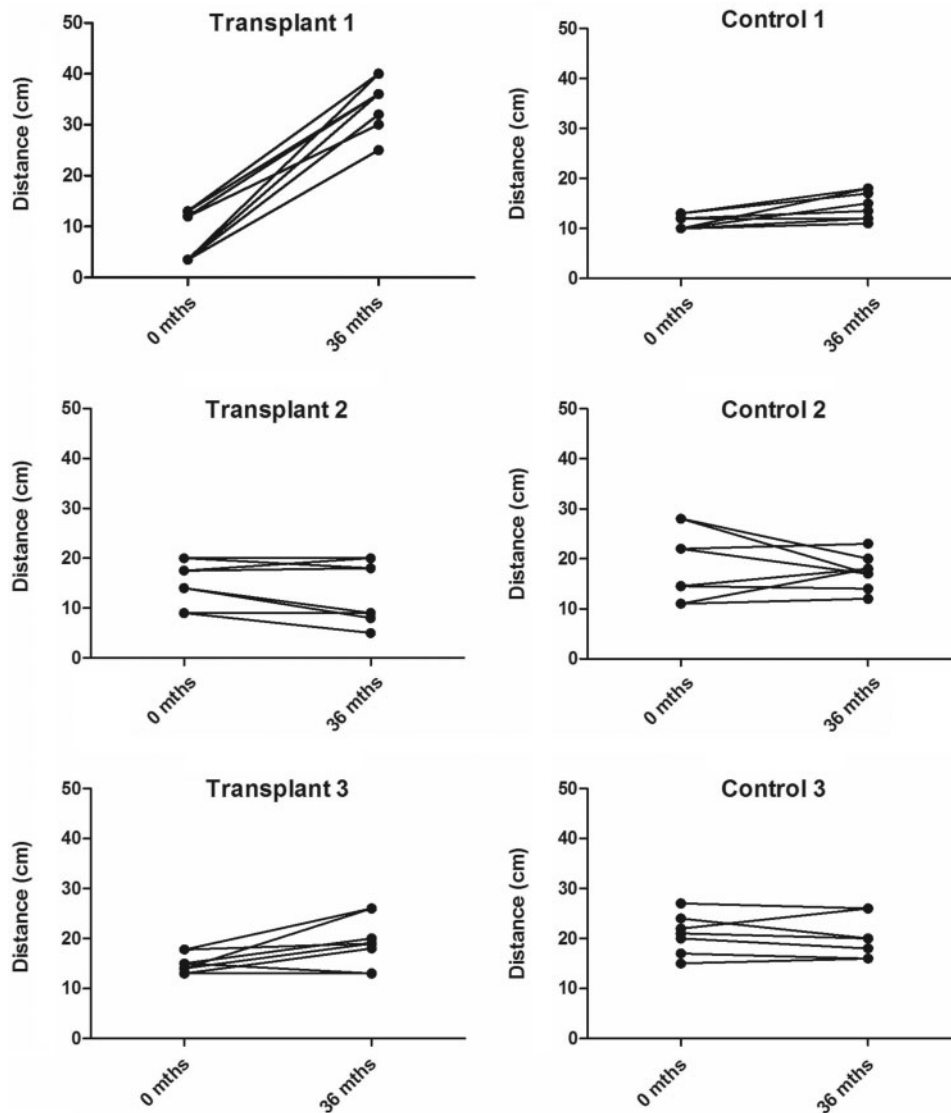 Transplant 1
Distance (cm)
50
40
30
20
10
0
0 mths
36 mths
Control 1
Distance (cm)
50
40
30
20
10
0
0 mths
36 mths
Transplant 2
Distance (cm)
50
40
30
20
10
0
0 mths
36 mths
Control 2
Distance (cm)
50
40
30
20
10
0
0 mths
36 mths
Transplant 3
Distance (cm)
50
40
30
20
10
0
0 mths
36 mths
Control 3
Distance (cm)
50
40
30
20
10
0
0 mths
36 mths